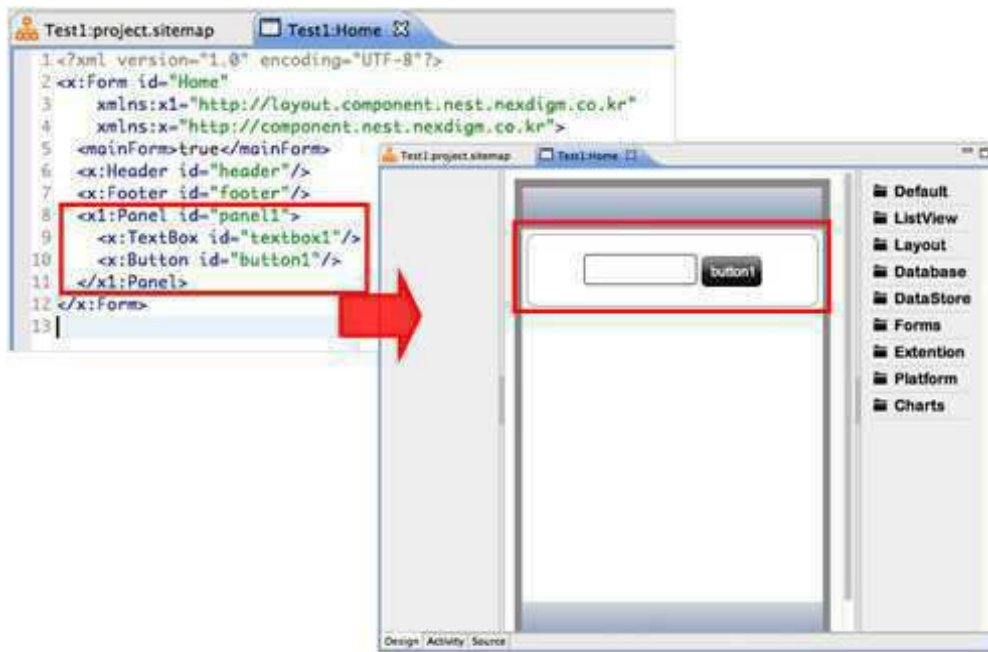 Test1:project.sitemap Test1:Home
1 <?xml version="1.0" encoding="UTF-8"?>
2 <x:Form id="Home"
3 xmlns:x1="http://layout.component.nest.nexdigm.co.kr"
4 xmlns:x="http://component.nest.nexdigm.co.kr">
5 <mainForm>true</mainForm>
6 <x:Header id="header"/>
7 <x:Footer id="footer"/>
8 <x1:Panel id="panel1">
9 <x:TextBox id="textbox1"/>
10 <x:Button id="button1"/>
11 </x1:Panel>
12 </x:Form>
13
Test1:project.sitemap Test1:Home
button1
Default
ListView
Layout
Database
DataStore
Forms
Extention
Platform
Charts
Design Activity Source